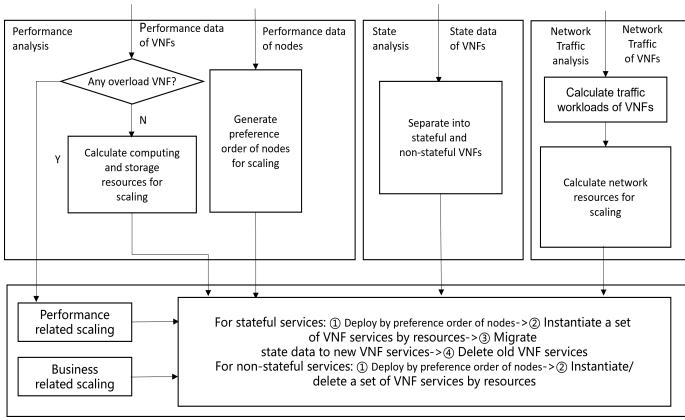 Performance
analysis
Performance data
of VNFs
Performance data
of nodes
State
analysis
State data
of VNFs
Network
Traffic
analysis
Network
Traffic
of VNFs
Any overload VNF?
N
Y
Calculate computing
and storage
resources for
scaling
Generate
preference
order of nodes
for scaling
Separate into
stateful and
non-stateful VNFs
Calculate traffic
workloads of VNFs
Calculate network
resources for
scaling
Performance
related scaling
Business
related scaling
For stateful services: ① Deploy by preference order of nodes->② Instantiate a set
of VNF services by resources->③ Migrate
state data to new VNF services->④ Delete old VNF services
For non-stateful services: ① Deploy by preference order of nodes->② Instantiate/
delete a set of VNF services by resources